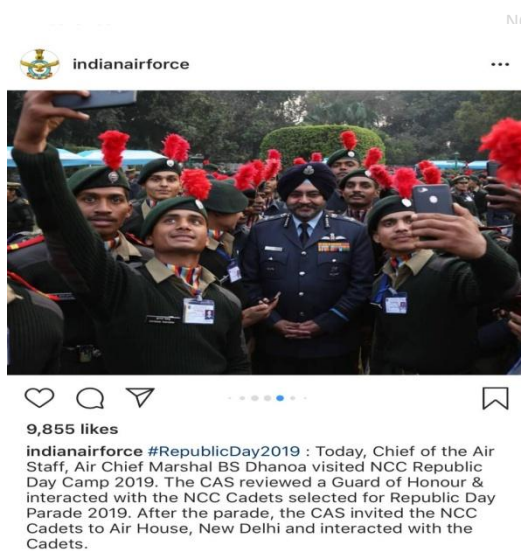 indianairforce
9,855 likes
indianairforce #RepublicDay2019 : Today, Chief of the Air
Staff, Air Chief Marshal BS Dhanoa visited NCC Republic
Day Camp 2019. The CAS reviewed a Guard of Honour &
interacted with the NCC Cadets selected for Republic Day
Parade 2019. After the parade, the CAS invited the NCC
Cadets to Air House, New Delhi and interacted with the
Cadets.